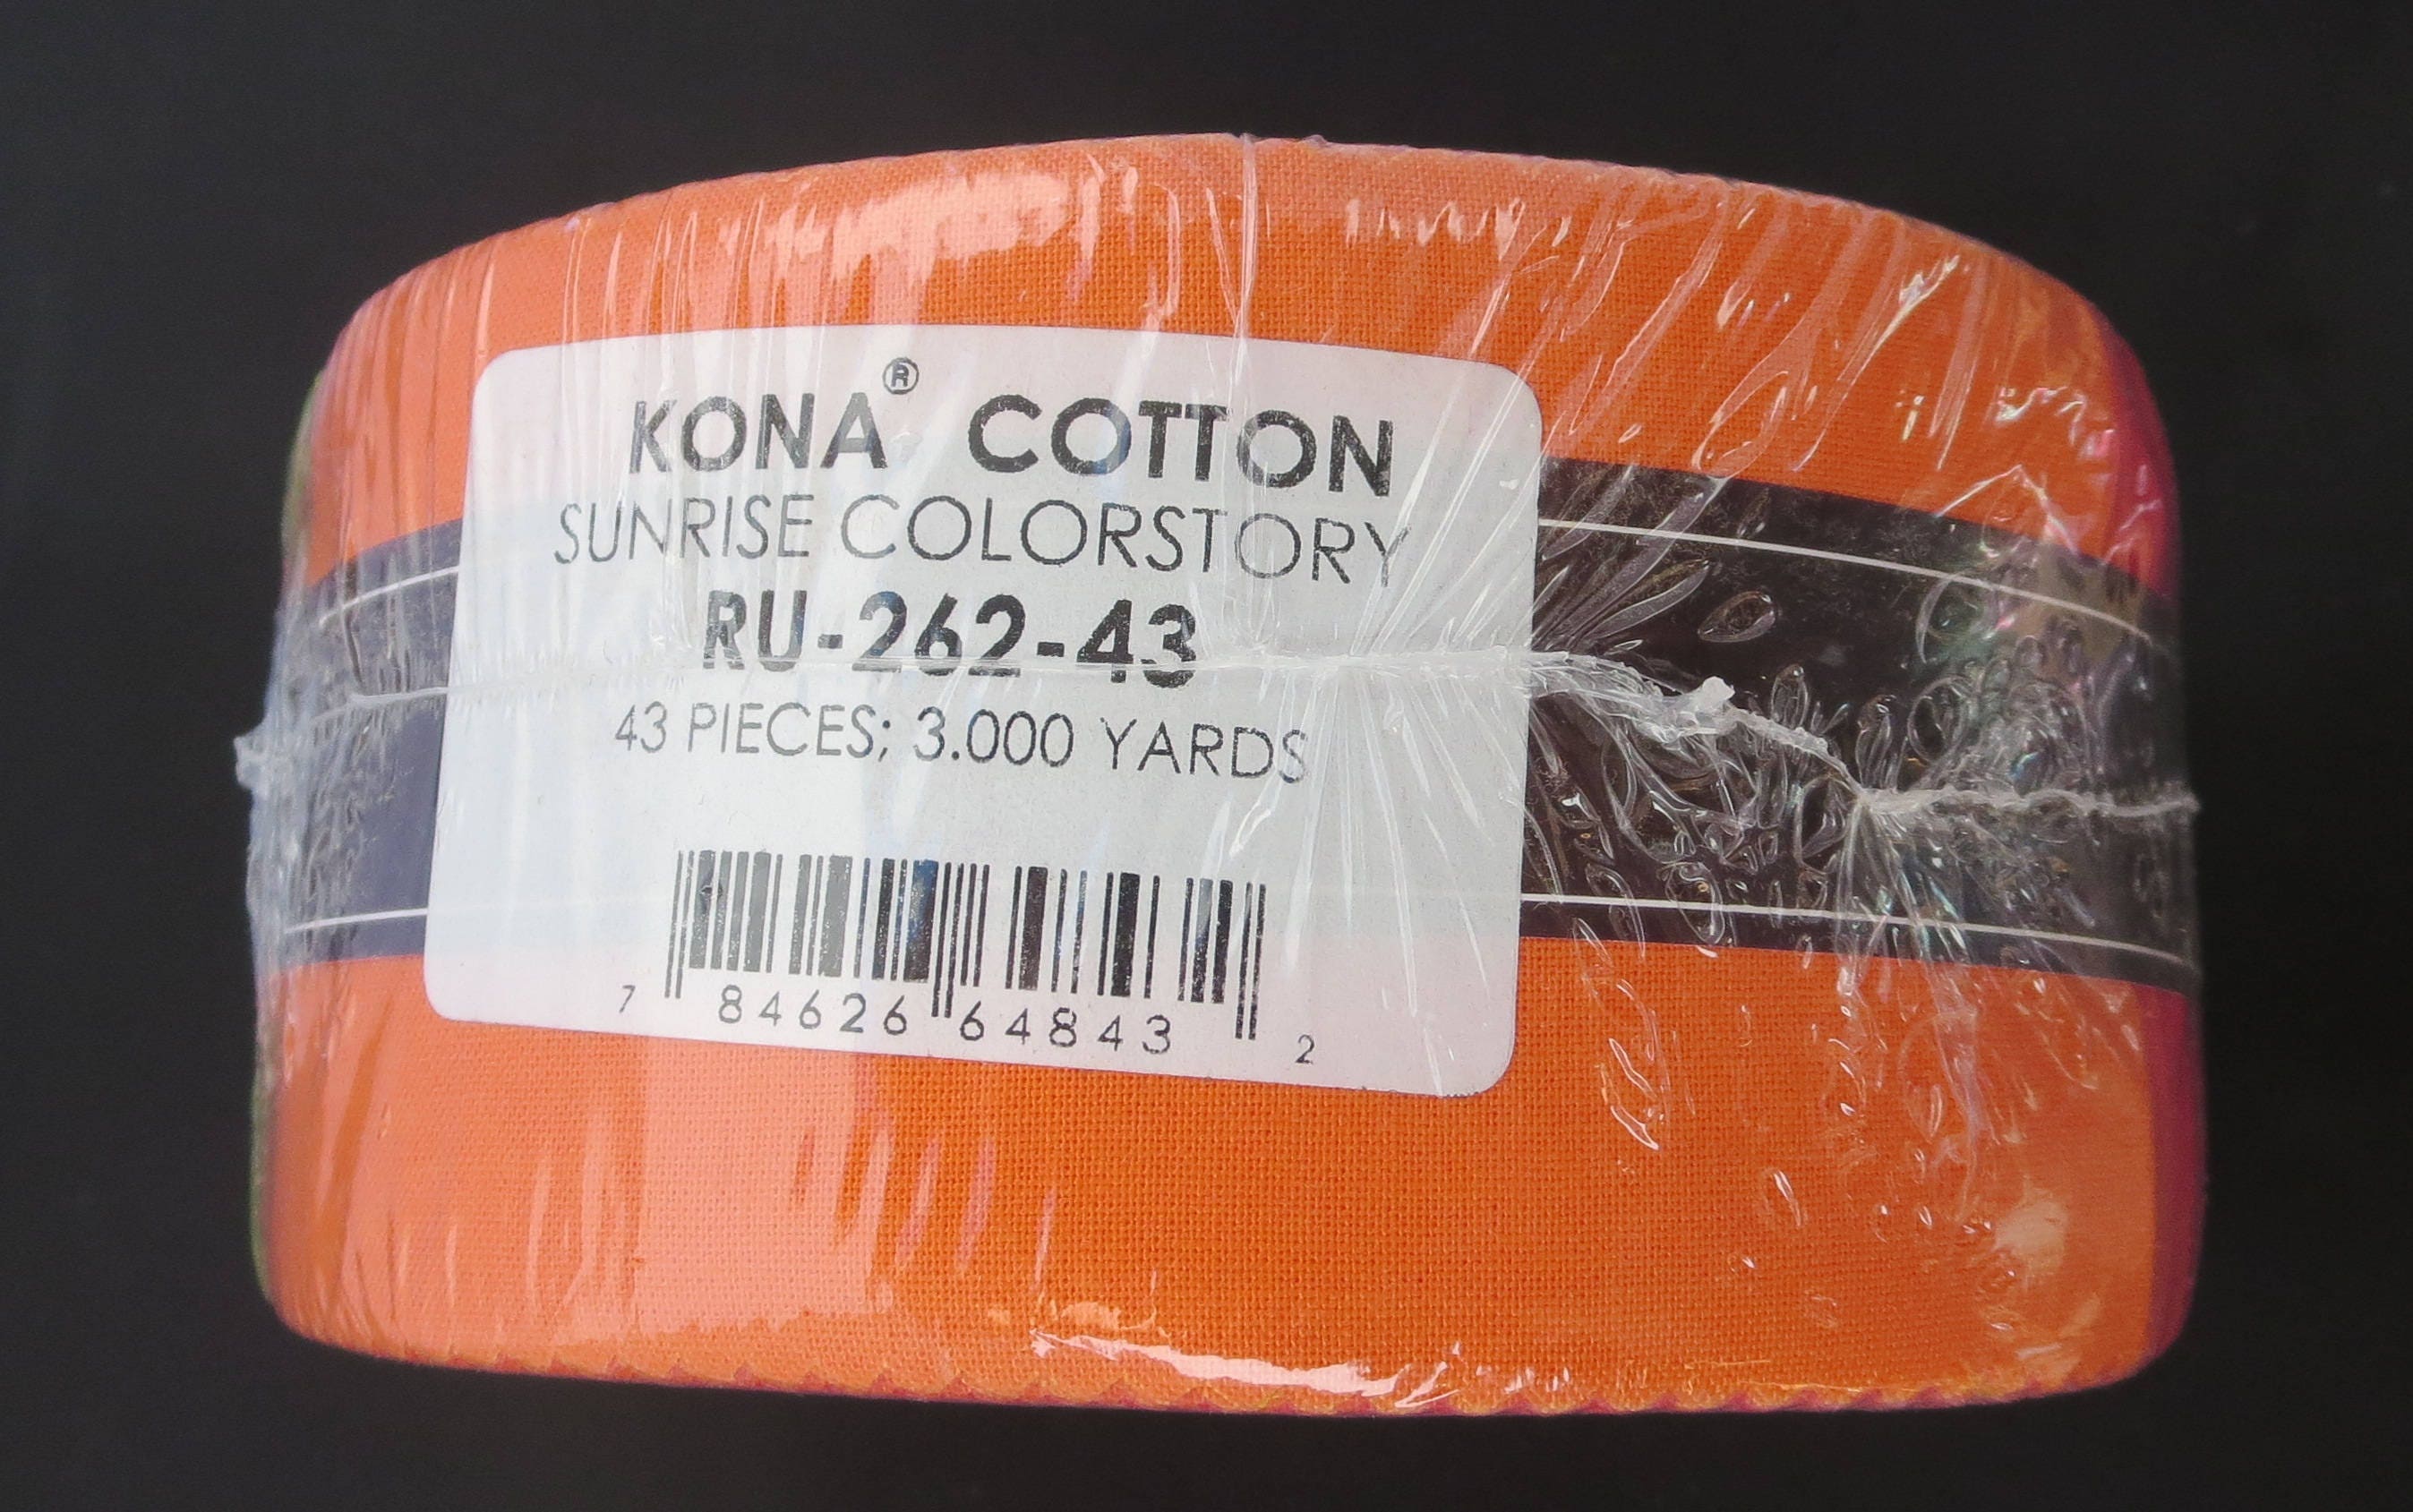 KONA® COTTON
SUNRISE COLORSTORY
RU-262-43
43 PIECES; 3.000 YARDS
7 84626 64843 2